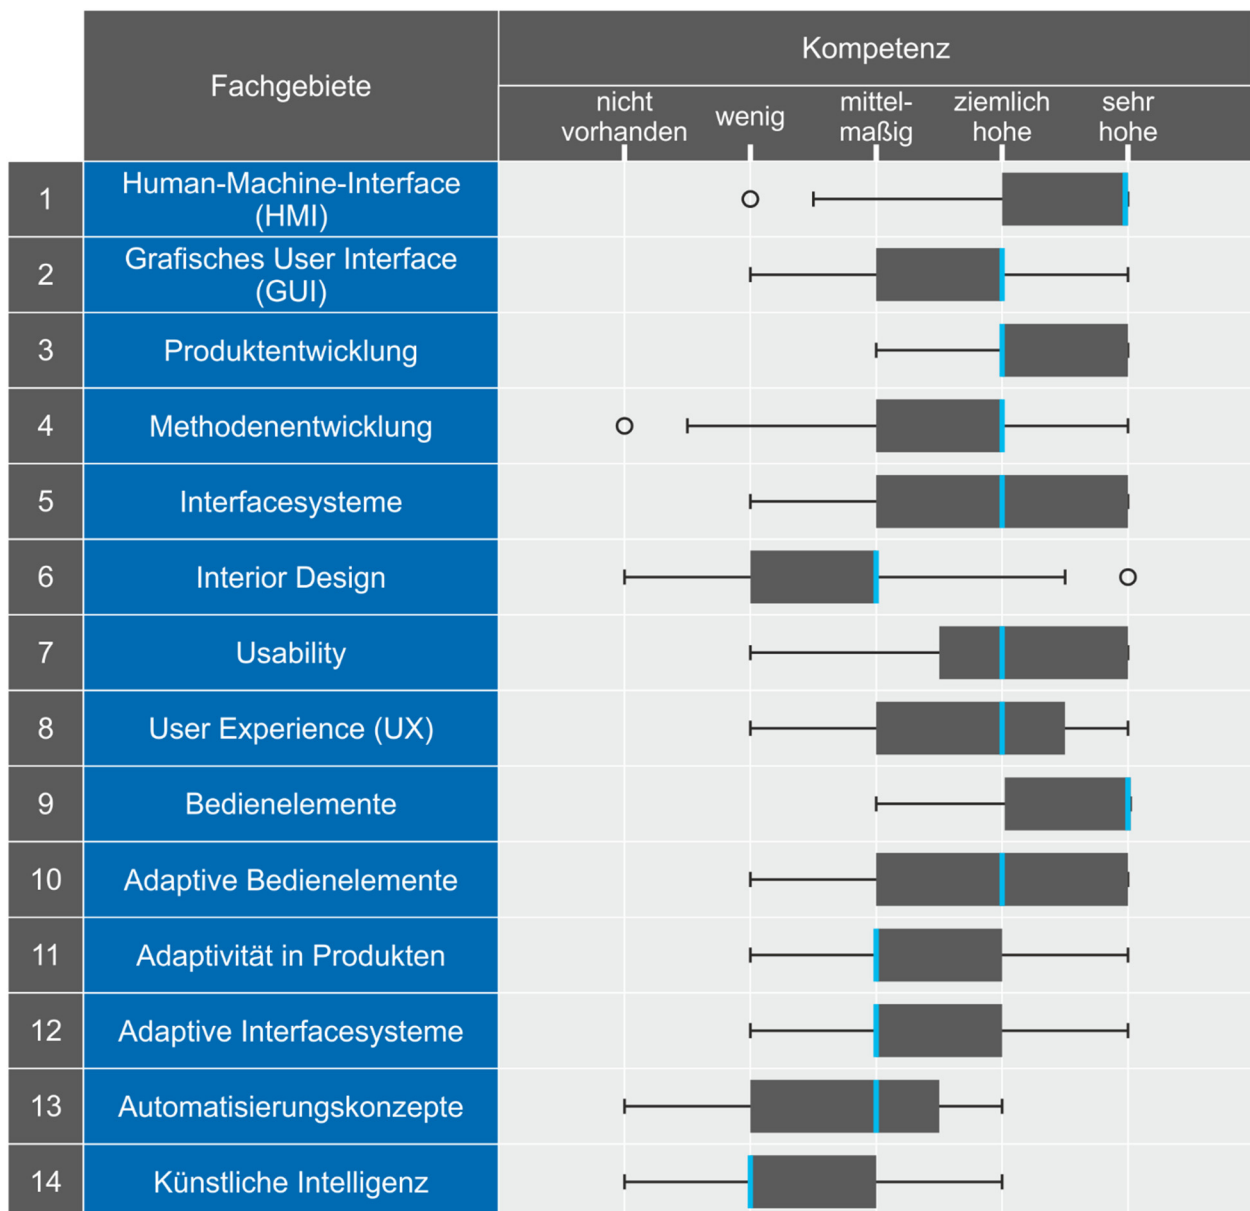 Fachgebiete
Kompetenz
nicht
vorhanden
wenig
mittel-
maßig
ziemlich
hohe
sehr
hohe
1
Human-Machine-Interface
(HMI)
2
Grafisches User Interface
(GUI)
3
Produktentwicklung
4
Methodenentwicklung
5
Interfacesysteme
6
Interior Design
7
Usability
8
User Experience (UX)
9
Bedienelemente
10
Adaptive Bedienelemente
11
Adaptivität in Produkten
12
Adaptive Interfacesysteme
13
Automatisierungskonzepte
14
Künstliche Intelligenz